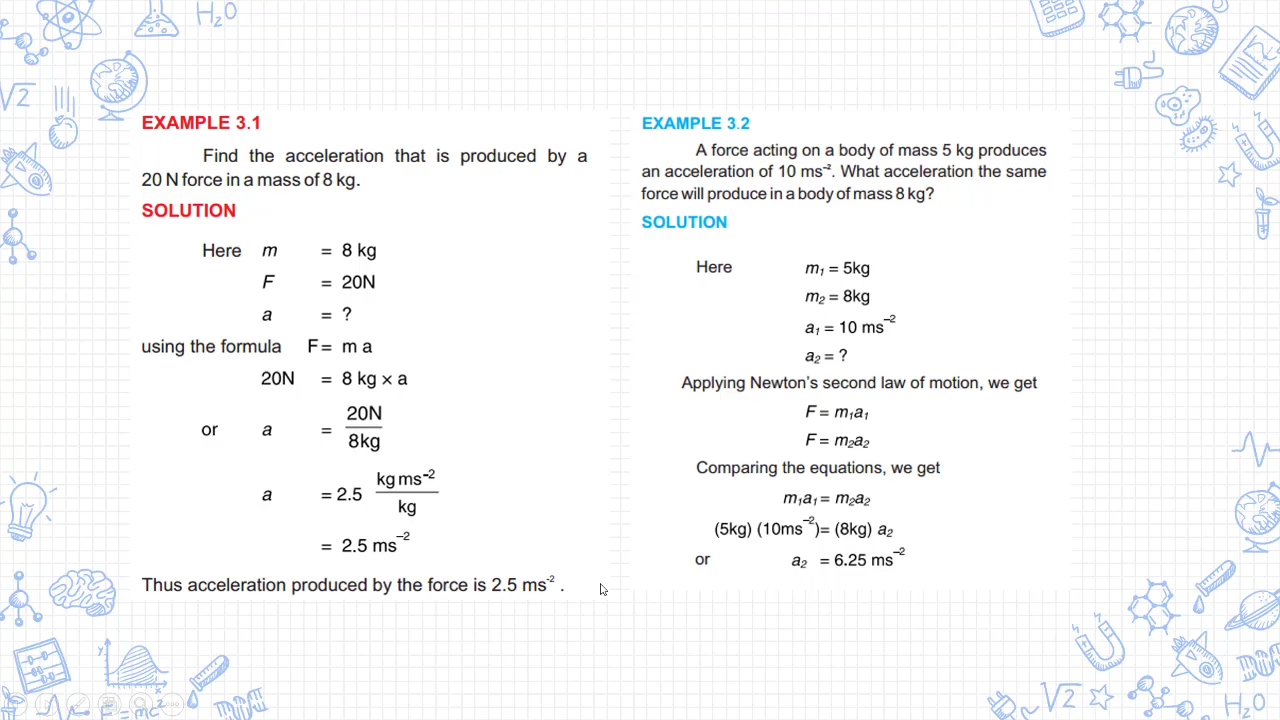 H₂O
√2
EXAMPLE 3.1
Find the acceleration that is produced by a
20 N force in a mass of 8 kg.
SOLUTION
Here m = 8 kg
F = 20N
a = ?
using the formula F = m a
20N = 8 kg × a
or a = 20N / 8kg
a = 2.5 kg ms⁻² / kg
= 2.5 ms⁻²
Thus acceleration produced by the force is 2.5 ms⁻² .
EXAMPLE 3.2
A force acting on a body of mass 5 kg produces
an acceleration of 10 ms⁻². What acceleration the same
force will produce in a body of mass 8 kg?
SOLUTION
Here m₁ = 5kg
m₂ = 8kg
a₁ = 10 ms⁻²
a₂ = ?
Applying Newton's second law of motion, we get
F = m₁a₁
F = m₂a₂
Comparing the equations, we get
m₁a₁ = m₂a₂
(5kg) (10ms⁻²)= (8kg) a₂
or a₂ = 6.25 ms⁻²
y
x
√2
H₂O